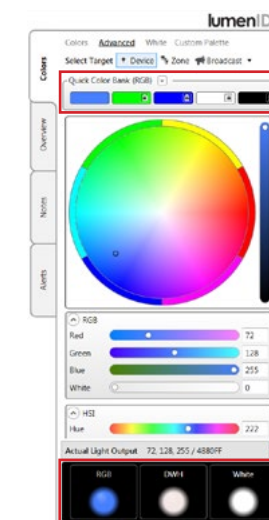 lumenID
Colors Advanced White Custom Palette
Select Target Device Zone Broadcast
Quick Color Bank (RGB)
Colors
Overview
Notes
Alerts
RGB
Red 72
Green 128
Blue 255
White 0
HSI
Hue 222
Actual Light Output 72, 128, 255 / 4880FF
RGB DWH White